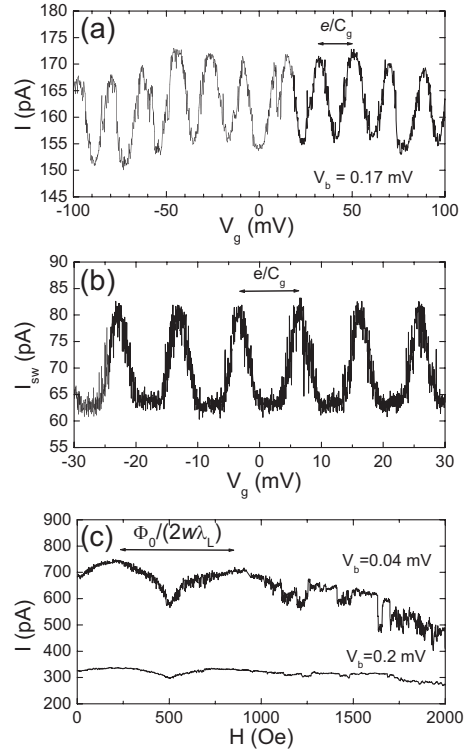 (a)
e/C_g
I (pA)
180
175
170
165
160
155
150
145
V_b = 0.17 mV
-100 -50 0 50 100
V_g (mV)
(b)
e/C_g
I_sw (pA)
90
85
80
75
70
65
60
55
-30 -20 -10 0 10 20 30
V_g (mV)
(c)
Φ_0/(2wλ_L)
I (pA)
900
800
700
600
500
400
300
200
V_b=0.04 mV
V_b=0.2 mV
0 500 1000 1500 2000
H (Oe)